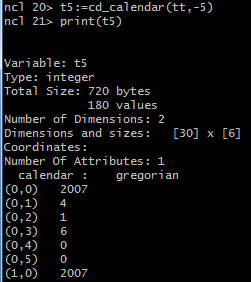 ncl 20> t5:=cd_calendar(tt,-5)
ncl 21> print(t5)
Variable: t5
Type: integer
Total Size: 720 bytes
            180 values
Number of Dimensions: 2
Dimensions and sizes:   [30] x [6]
Coordinates:
Number Of Attributes: 1
  calendar :    gregorian
(0,0)   2007
(0,1)   4
(0,2)   1
(0,3)   6
(0,4)   0
(0,5)   0
(1,0)   2007